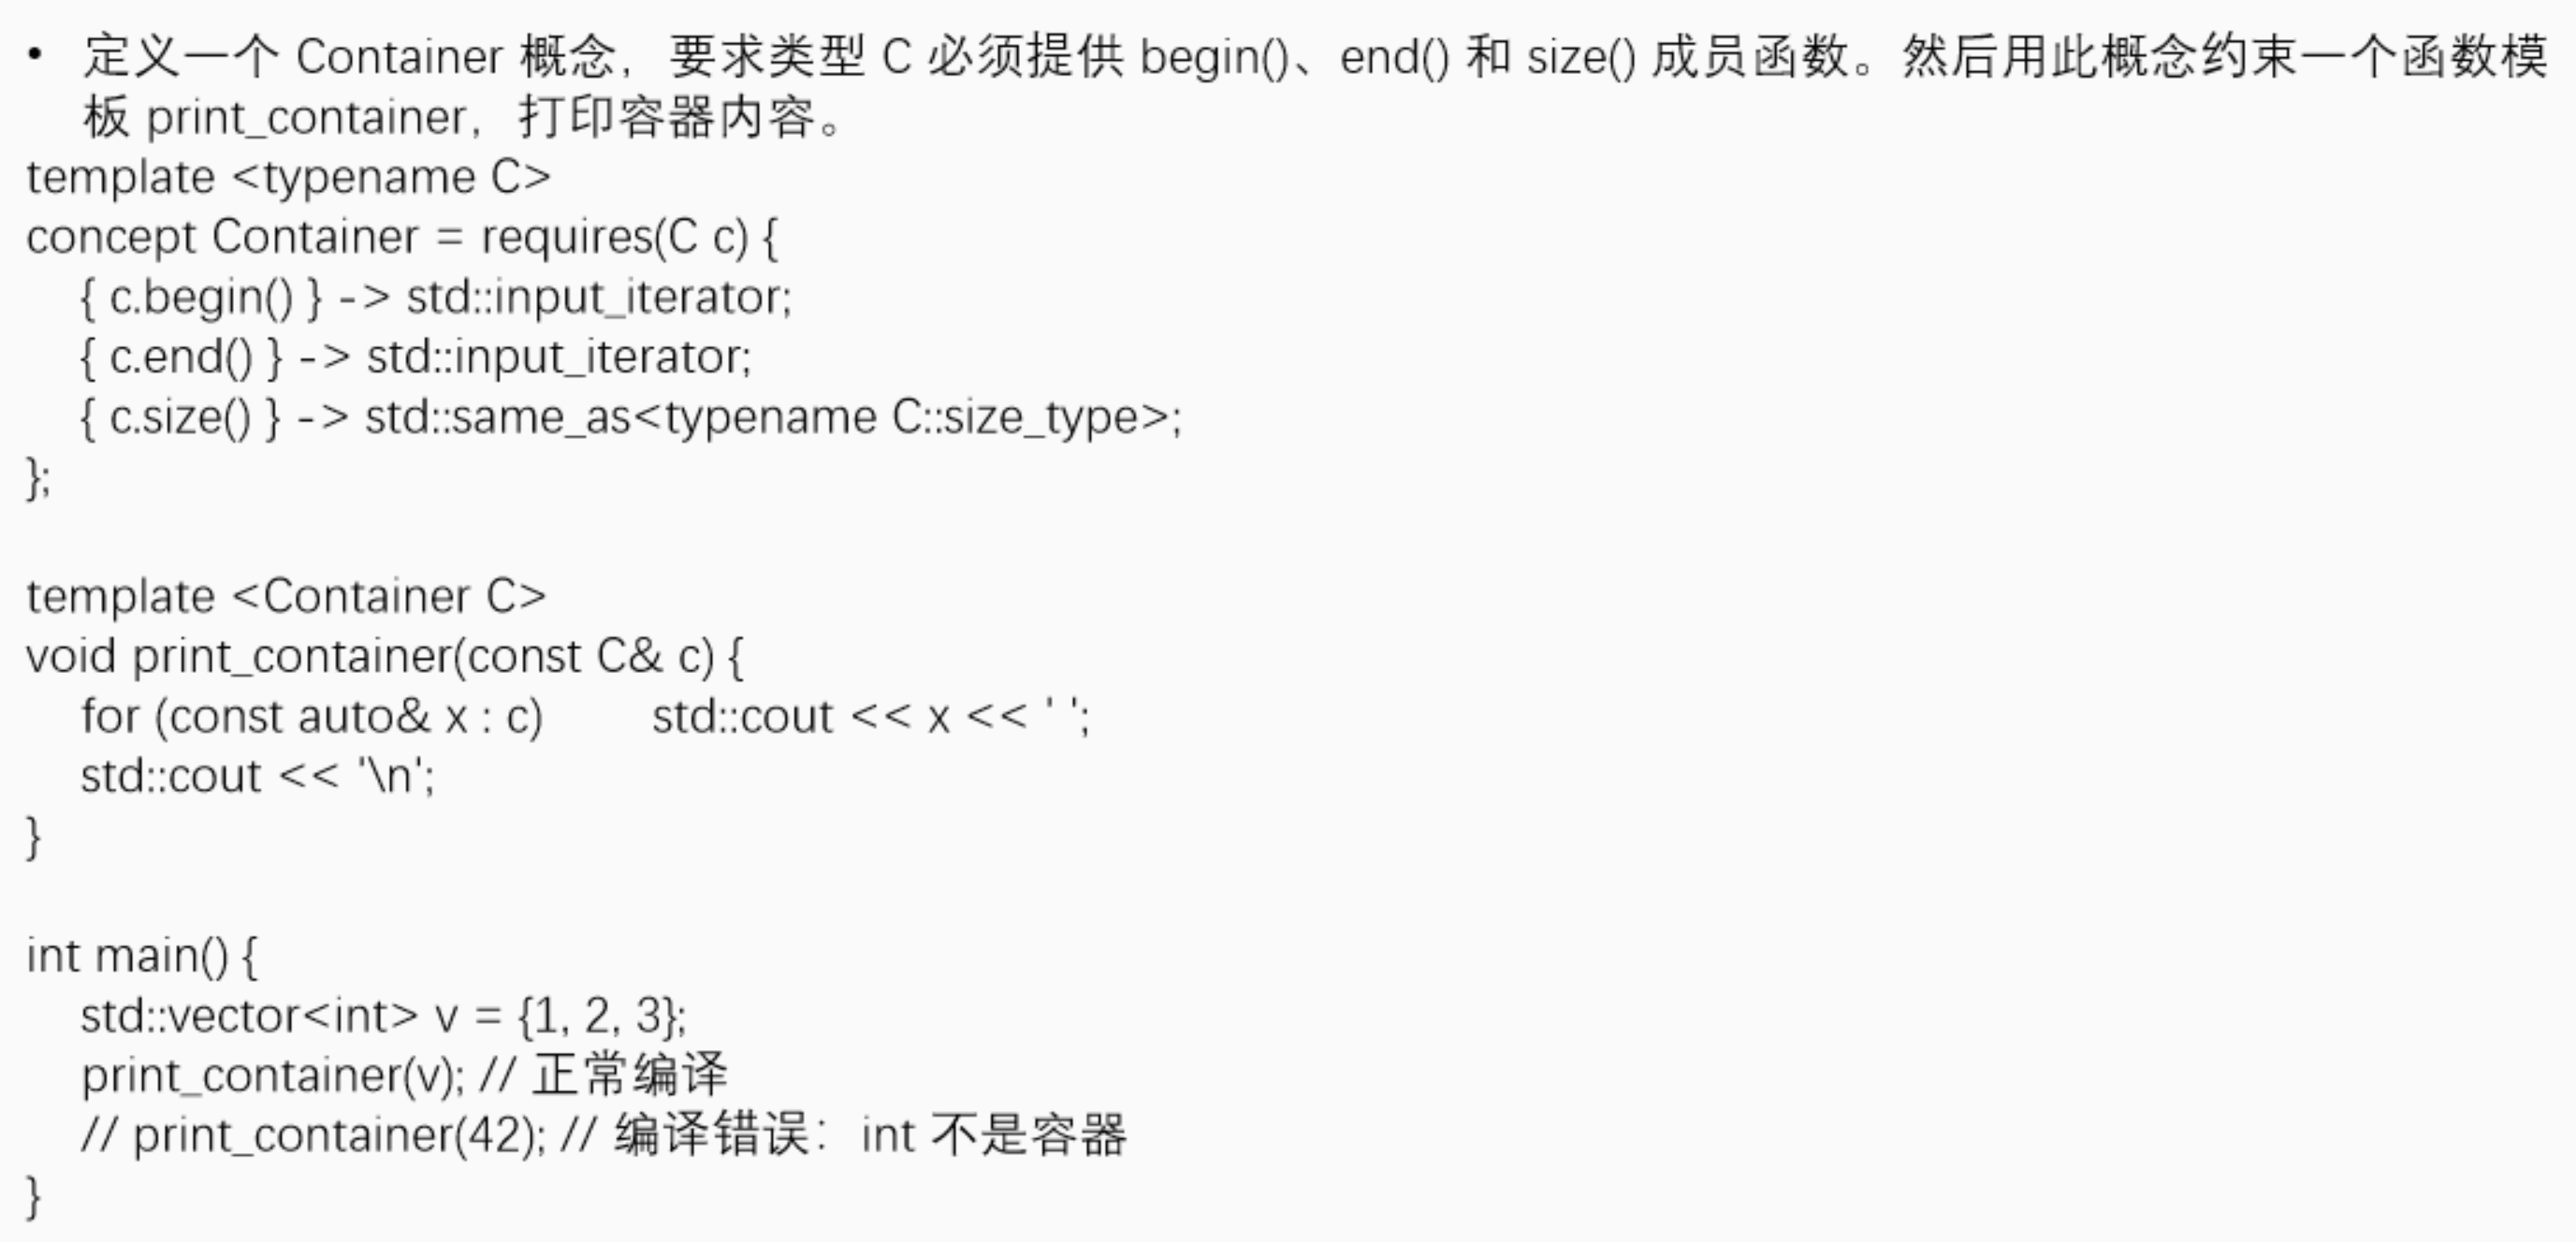 • 定义一个 Container 概念，要求类型 C 必须提供 begin()、end() 和 size() 成员函数。然后用此概念约束一个函数模
板 print_container，打印容器内容。
template <typename C>
concept Container = requires(C c) {
    { c.begin() } -> std::input_iterator;
    { c.end() } -> std::input_iterator;
    { c.size() } -> std::same_as<typename C::size_type>;
};

template <Container C>
void print_container(const C& c) {
    for (const auto& x : c)        std::cout << x << ' ';
    std::cout << '\n';
}

int main() {
    std::vector<int> v = {1, 2, 3};
    print_container(v); // 正常编译
    // print_container(42); // 编译错误：int 不是容器
}